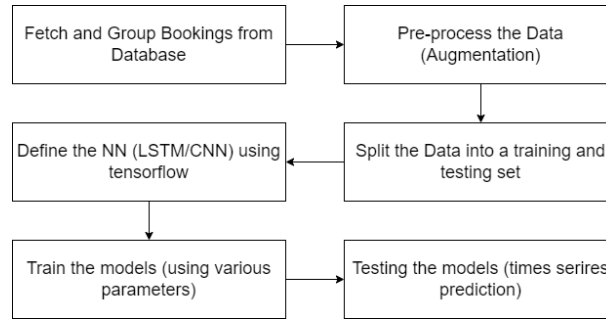 Fetch and Group Bookings from
Database
Pre-process the Data
(Augmentation)
Define the NN (LSTM/CNN) using
tensorflow
Split the Data into a training and
testing set
Train the models (using various
parameters)
Testing the models (times serires
prediction)